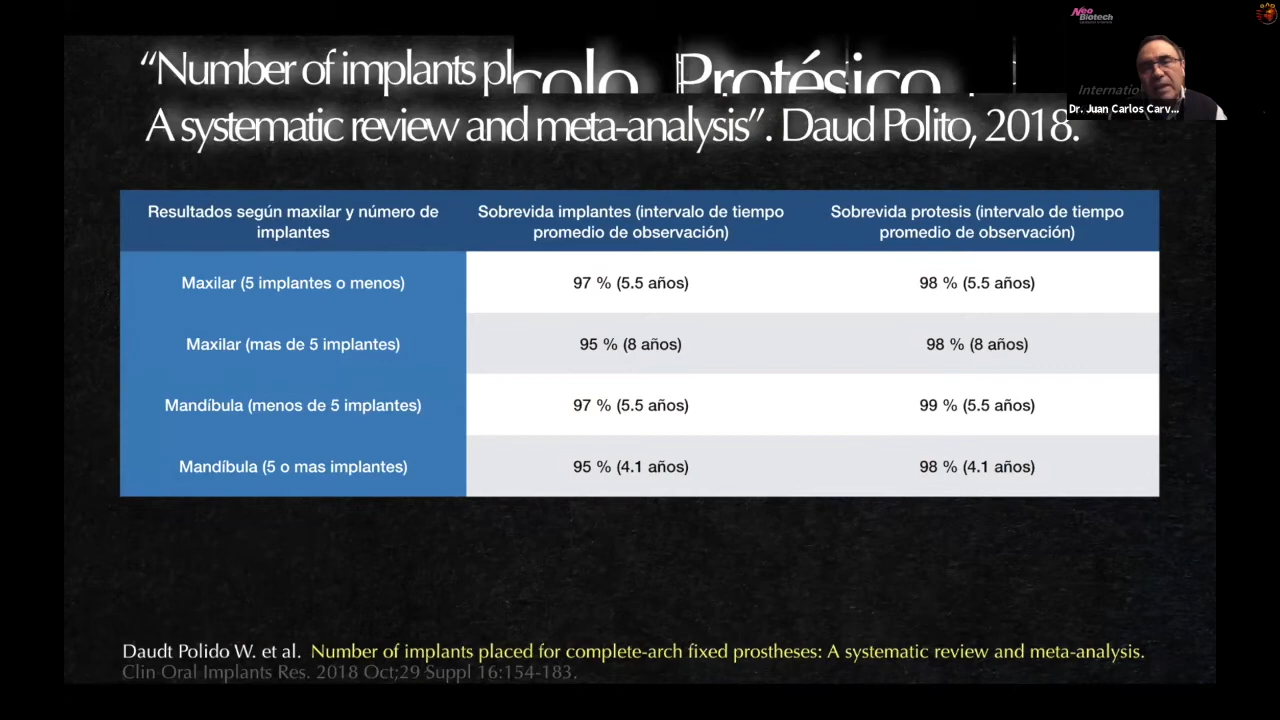 Neo
Biotech
“Number of implants pl
colo Protésico
A systematic review and meta-analysis”. Daud Polito, 2018.
Internatio
Dr. Juan Carlos Carv...
Resultados según maxilar y número de implantes
Sobrevida implantes (intervalo de tiempo promedio de observación)
Sobrevida protesis (intervalo de tiempo promedio de observación)
Maxilar (5 implantes o menos) 97 % (5.5 años) 98 % (5.5 años)
Maxilar (mas de 5 implantes) 95 % (8 años) 98 % (8 años)
Mandíbula (menos de 5 implantes) 97 % (5.5 años) 99 % (5.5 años)
Mandíbula (5 o mas implantes) 95 % (4.1 años) 98 % (4.1 años)
Daudt Polido W. et al. Number of implants placed for complete-arch fixed prostheses: A systematic review and meta-analysis.
Clin Oral Implants Res. 2018 Oct;29 Suppl 16:154-183.